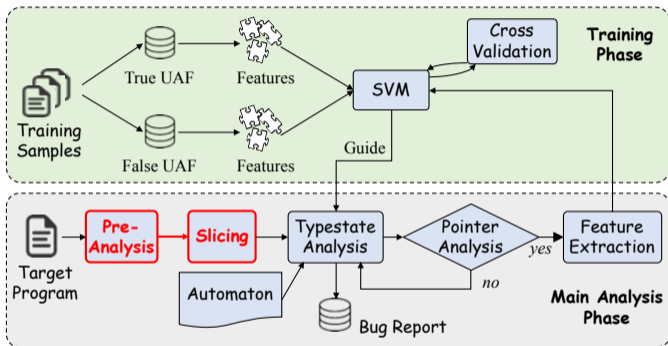 Training
Samples
True UAF
False UAF
Features
Features
SVM
Cross
Validation
Training
Phase
Guide
Target
Program
Pre-
Analysis
Slicing
Typestate
Analysis
Pointer
Analysis
yes
no
Feature
Extraction
Automaton
Bug Report
Main Analysis
Phase